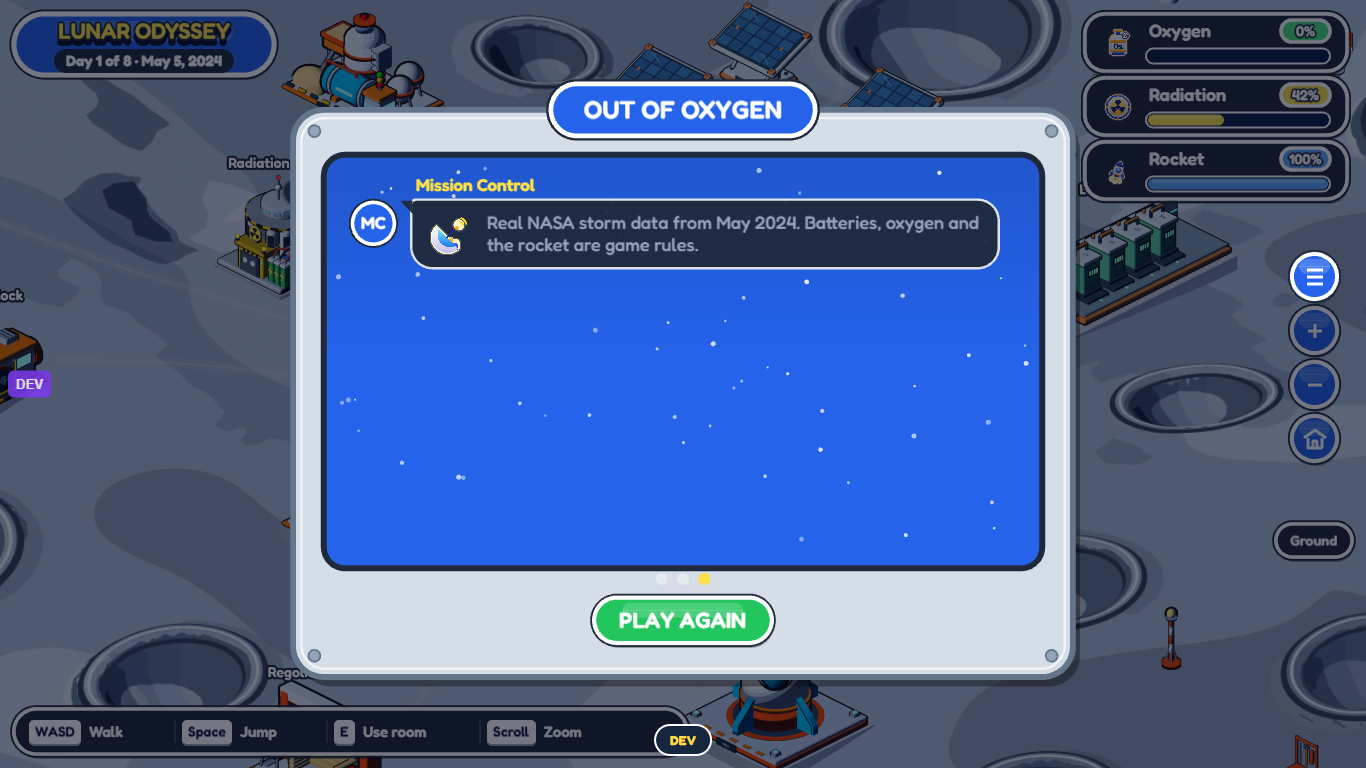 LUNAR ODYSSEY
Day 1 of 8 · May 5, 2024
Oxygen
0%
Radiation
42%
Rocket
100%
OUT OF OXYGEN
Mission Control
MC
Real NASA storm data from May 2024. Batteries, oxygen and
the rocket are game rules.
Radiation
ock
DEV
Ground
PLAY AGAIN
WASD Walk
Space Jump
E Use room
Scroll Zoom
DEV